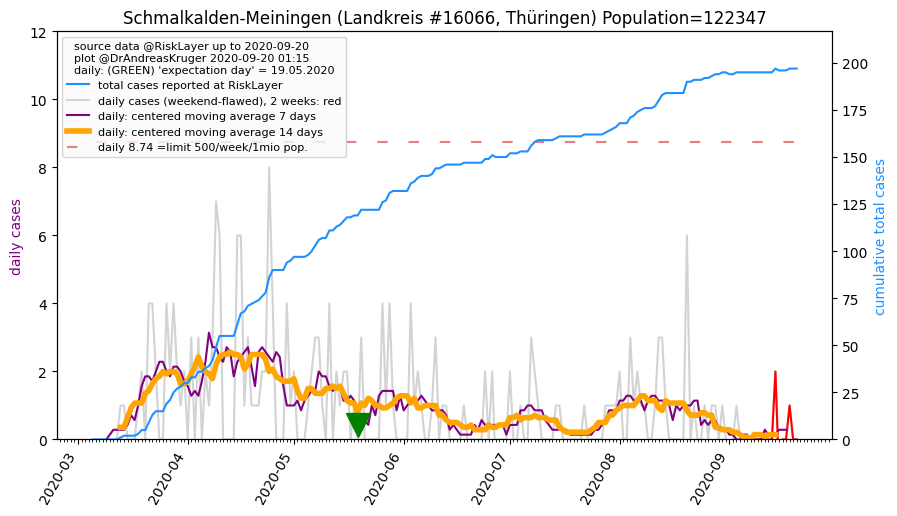 Schmalkalden-Meiningen (Landkreis #16066, Thüringen) Population=122347
source data @RiskLayer up to 2020-09-20
plot @DrAndreasKruger 2020-09-20 01:15
daily: (GREEN) 'expectation day' = 19.05.2020
total cases reported at RiskLayer
daily cases (weekend-flawed), 2 weeks: red
daily: centered moving average 7 days
daily: centered moving average 14 days
daily 8.74 =limit 500/week/1mio pop.
daily cases
12
10
8
6
4
2
0
cumulative total cases
200
175
150
125
100
75
50
25
0
2020-03
2020-04
2020-05
2020-06
2020-07
2020-08
2020-09